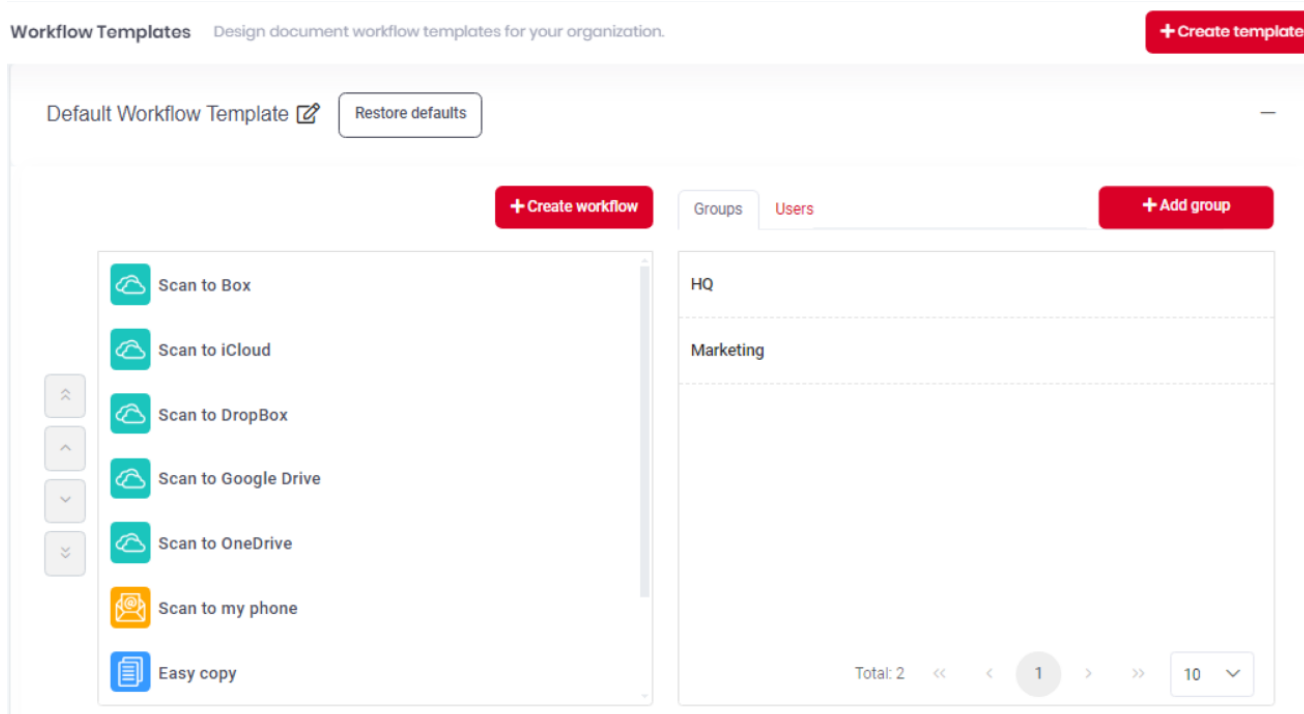 Workflow Templates Design document workflow templates for your organization.
+Create template
Default Workflow Template
Restore defaults
+Create workflow
Groups
Users
+Add group
Scan to Box
Scan to iCloud
Scan to DropBox
Scan to Google Drive
Scan to OneDrive
Scan to my phone
Easy copy
HQ
Marketing
Total: 2 << < 1 > >> 10